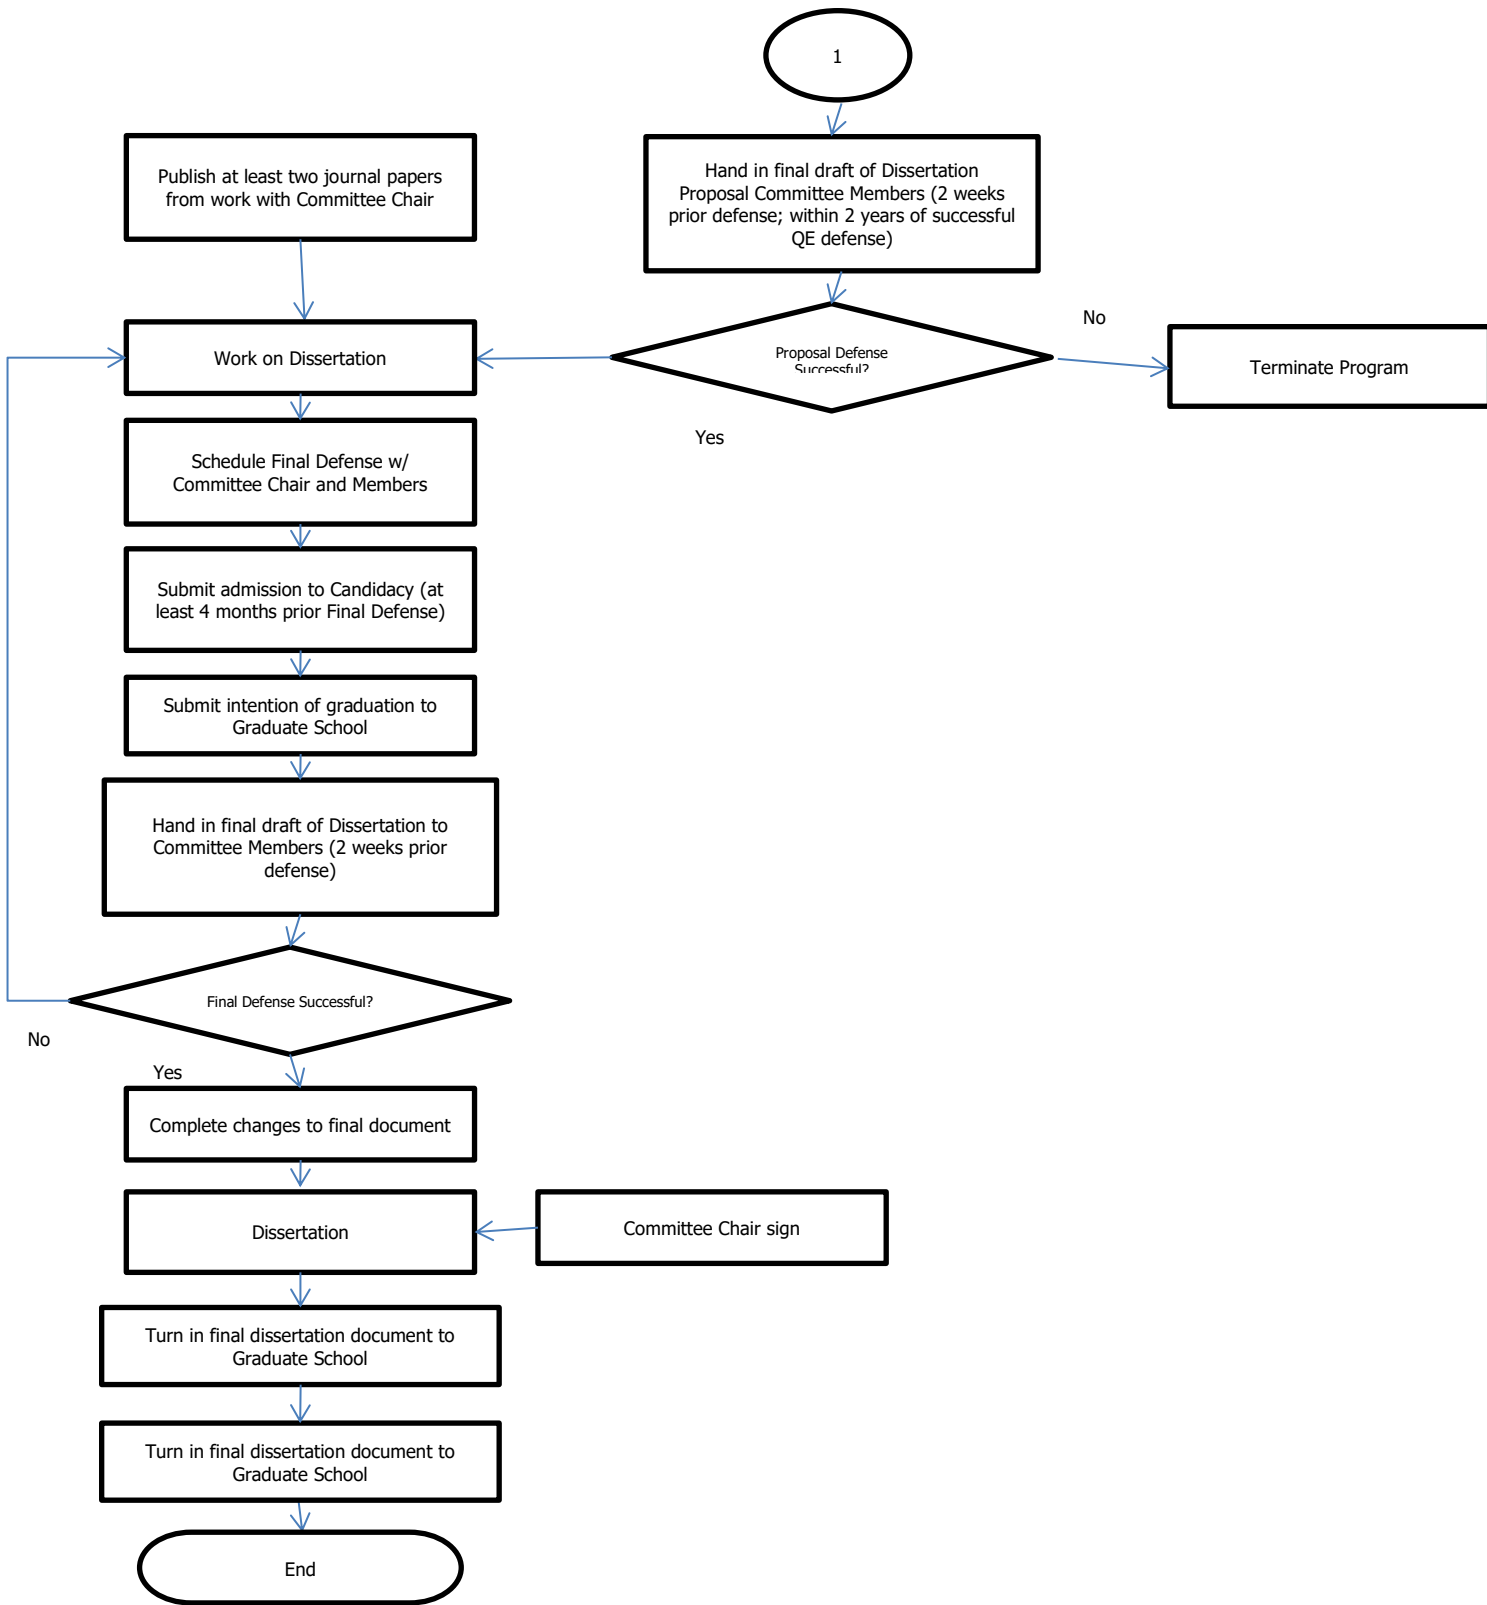 1
Publish at least two journal papers
from work with Committee Chair
Hand in final draft of Dissertation
Proposal Committee Members (2 weeks
prior defense; within 2 years of successful
QE defense)
No
Work on Dissertation
Proposal Defense
Successful?
Terminate Program
Yes
Schedule Final Defense w/
Committee Chair and Members
Submit admission to Candidacy (at
least 4 months prior Final Defense)
Submit intention of graduation to
Graduate School
Hand in final draft of Dissertation to
Committee Members (2 weeks prior
defense)
Final Defense Successful?
No
Yes
Complete changes to final document
Dissertation
Committee Chair sign
Turn in final dissertation document to
Graduate School
Turn in final dissertation document to
Graduate School
End